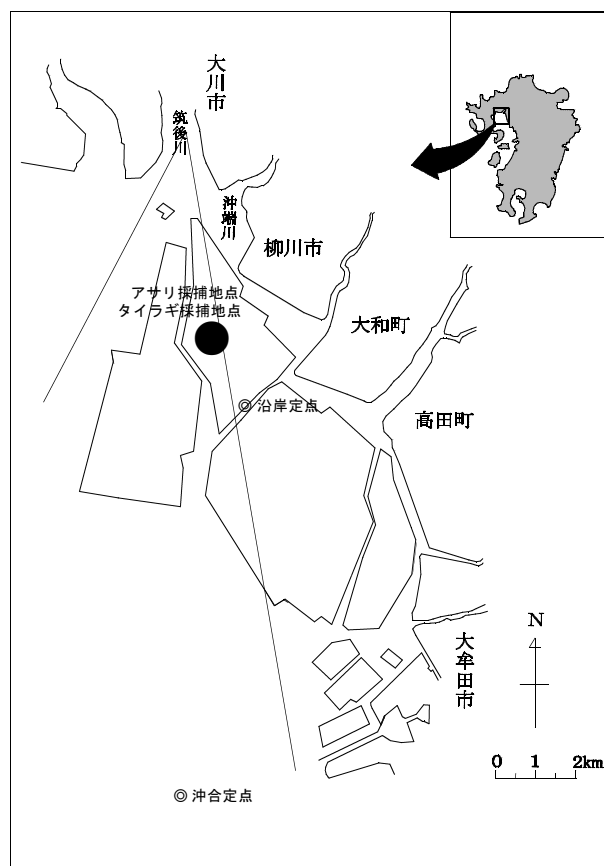 大川市
筑後川
沖端川
柳川市
アサリ採捕地点
タイラギ採捕地点
大和町
沿岸定点
高田町
大牟田市
N
0 1 2km
沖合定点